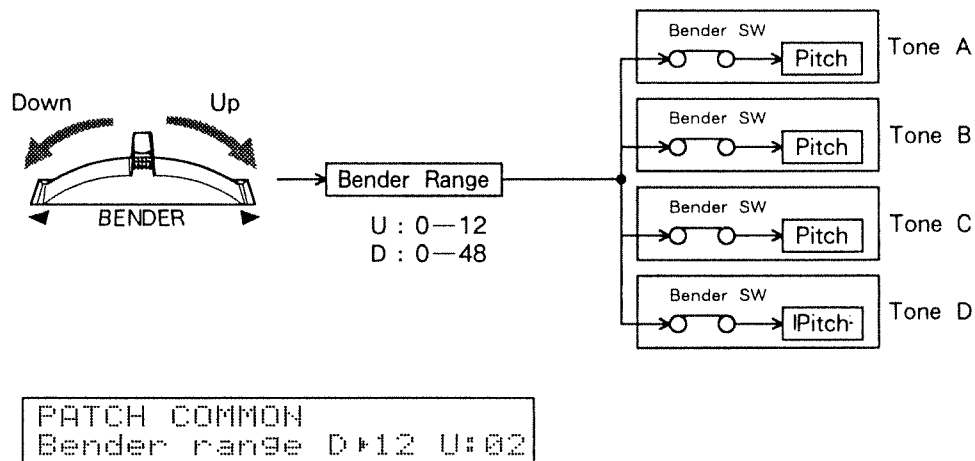 Down
Up
◀ BENDER ▶
Bender Range
U : 0—12
D : 0—48
Bender SW
Pitch
Tone A
Bender SW
Pitch
Tone B
Bender SW
Pitch
Tone C
Bender SW
Pitch
Tone D
PATCH COMMON
Bender range D▸12 U:02